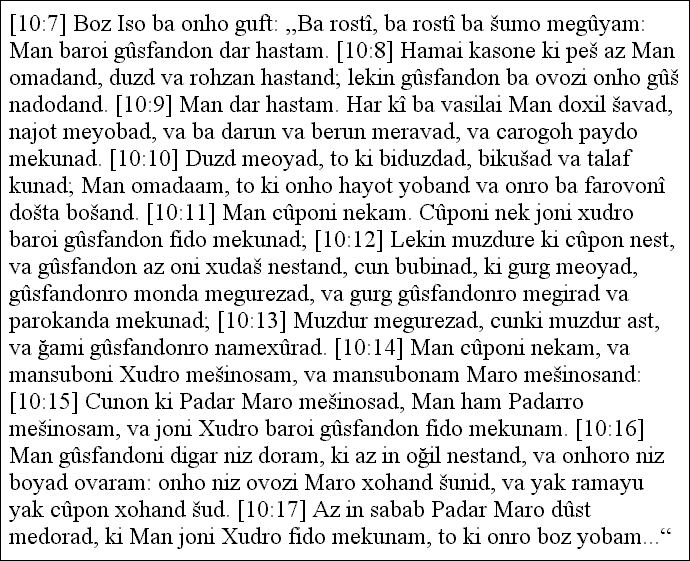 [10:7] Boz Iso ba onho guft: „Ba rostî, ba rostî ba šumo megûyam:
Man baroi gûsfandon dar hastam. [10:8] Hamai kasone ki peš az Man
omadand, duzd va rohzan hastand; lekin gûsfandon ba ovozi onho gûš
nadodand. [10:9] Man dar hastam. Har kî ba vasilai Man doxil šavad,
najot meyobad, va ba darun va berun meravad, va carogoh paydo
mekunad. [10:10] Duzd meoyad, to ki biduzdad, bikušad va talaf
kunad; Man omadaam, to ki onho hayot yoband va onro ba farovonî
došta bošand. [10:11] Man cûponi nekam. Cûponi nek joni xudro
baroi gûsfandon fido mekunad; [10:12] Lekin muzdure ki cûpon nest,
va gûsfandon az oni xudaš nestand, cun bubinad, ki gurg meoyad,
gûsfandonro monda megurezad, va gurg gûsfandonro megirad va
parokanda mekunad; [10:13] Muzdur megurezad, cunki muzdur ast,
va ğami gûsfandonro namexûrad. [10:14] Man cûponi nekam, va
mansuboni Xudro mešinosam, va mansubonam Maro mešinosand:
[10:15] Cunon ki Padar Maro mešinosad, Man ham Padarro
mešinosam, va joni Xudro baroi gûsfandon fido mekunam. [10:16]
Man gûsfandoni digar niz doram, ki az in oğil nestand, va onhoro niz
boyad ovaram: onho niz ovozi Maro xohand šunid, va yak ramayu
yak cûpon xohand šud. [10:17] Az in sabab Padar Maro dûst
medorad, ki Man joni Xudro fido mekunam, to ki onro boz yobam...“